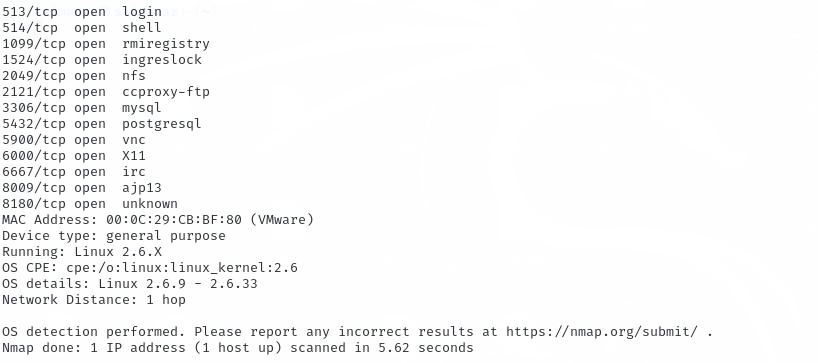 513/tcp  open  login
514/tcp  open  shell
1099/tcp open  rmiregistry
1524/tcp open  ingreslock
2049/tcp open  nfs
2121/tcp open  ccproxy-ftp
3306/tcp open  mysql
5432/tcp open  postgresql
5900/tcp open  vnc
6000/tcp open  X11
6667/tcp open  irc
8009/tcp open  ajp13
8180/tcp open  unknown
MAC Address: 00:0C:29:CB:BF:80 (VMware)
Device type: general purpose
Running: Linux 2.6.X
OS CPE: cpe:/o:linux:linux_kernel:2.6
OS details: Linux 2.6.9 - 2.6.33
Network Distance: 1 hop

OS detection performed. Please report any incorrect results at https://nmap.org/submit/ .
Nmap done: 1 IP address (1 host up) scanned in 5.62 seconds